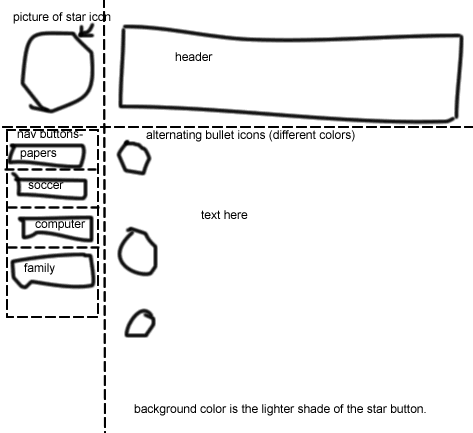 picture of star icon
header
nav buttons-
alternating bullet icons (different colors)
papers
soccer
text here
computer
family
background color is the lighter shade of the star button.